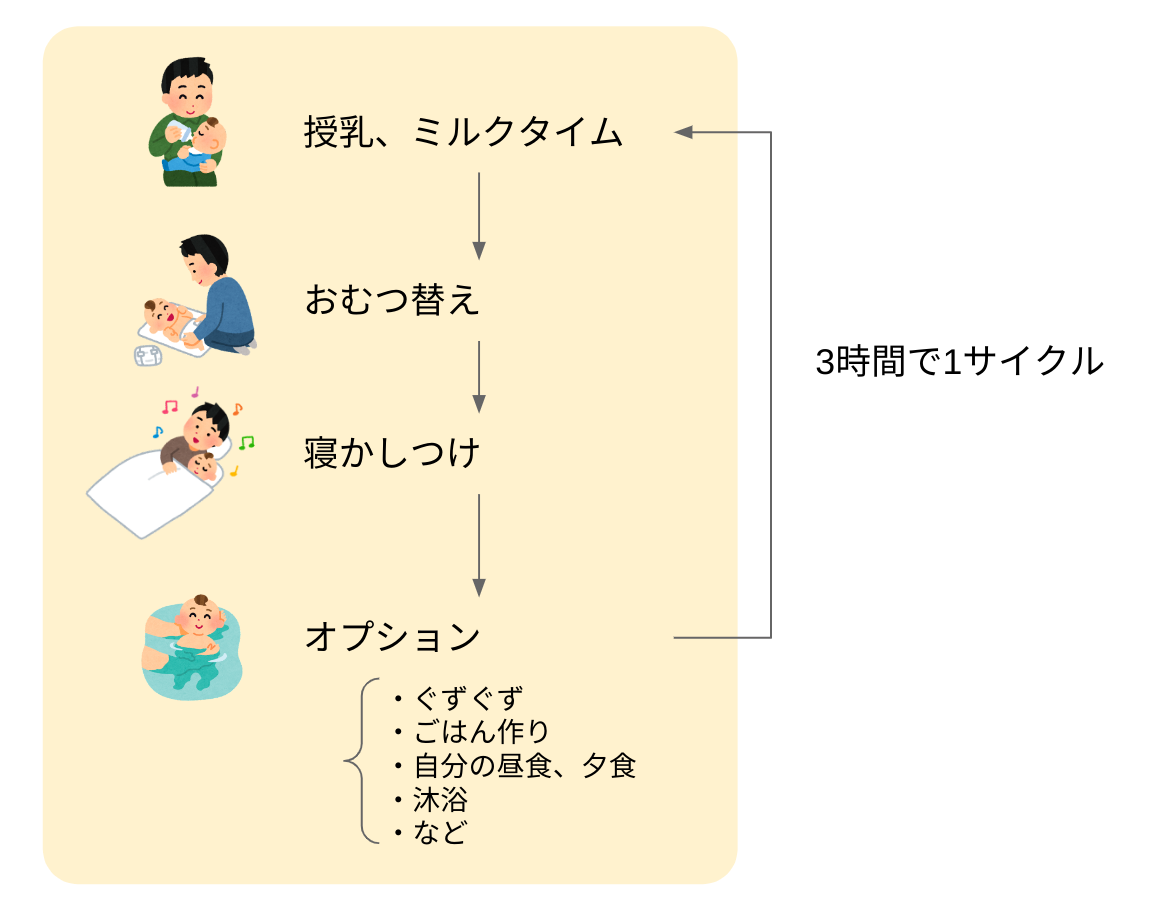 授乳、ミルクタイム
おむつ替え
3時間で1サイクル
寝かしつけ
オプション
・ぐずぐず
・ごはん作り
・自分の昼食、夕食
・沐浴
・など